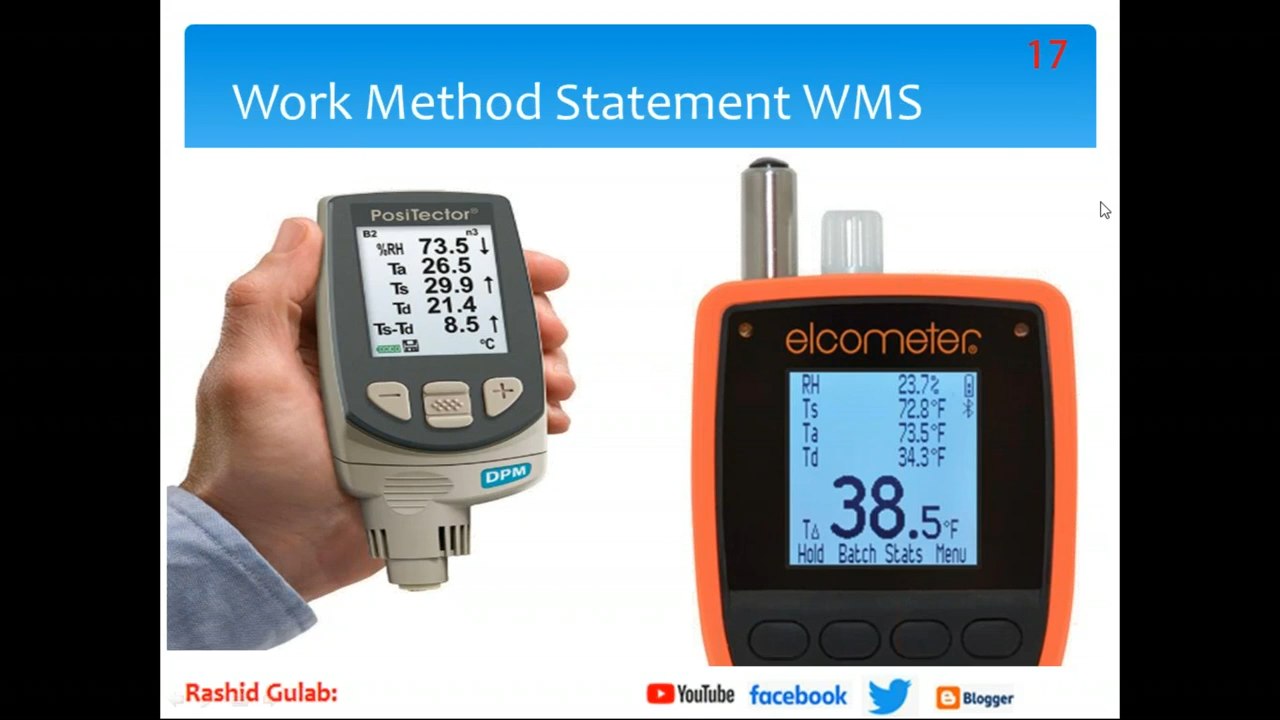 17
Work Method Statement WMS
PosiTector®
B2 n3
%RH 73.5 ↓
Ta 26.5
Ts 29.9 ↑
Td 21.4
Ts-Td 8.5 ↑
°C
DPM
elcometer®
RH 23.7%
Ts 72.8°F
Ta 73.5°F
Td 34.3°F
T∆ 38.5°F
Hold Batch Stats Menu
Rashid Gulab:
YouTube facebook Blogger